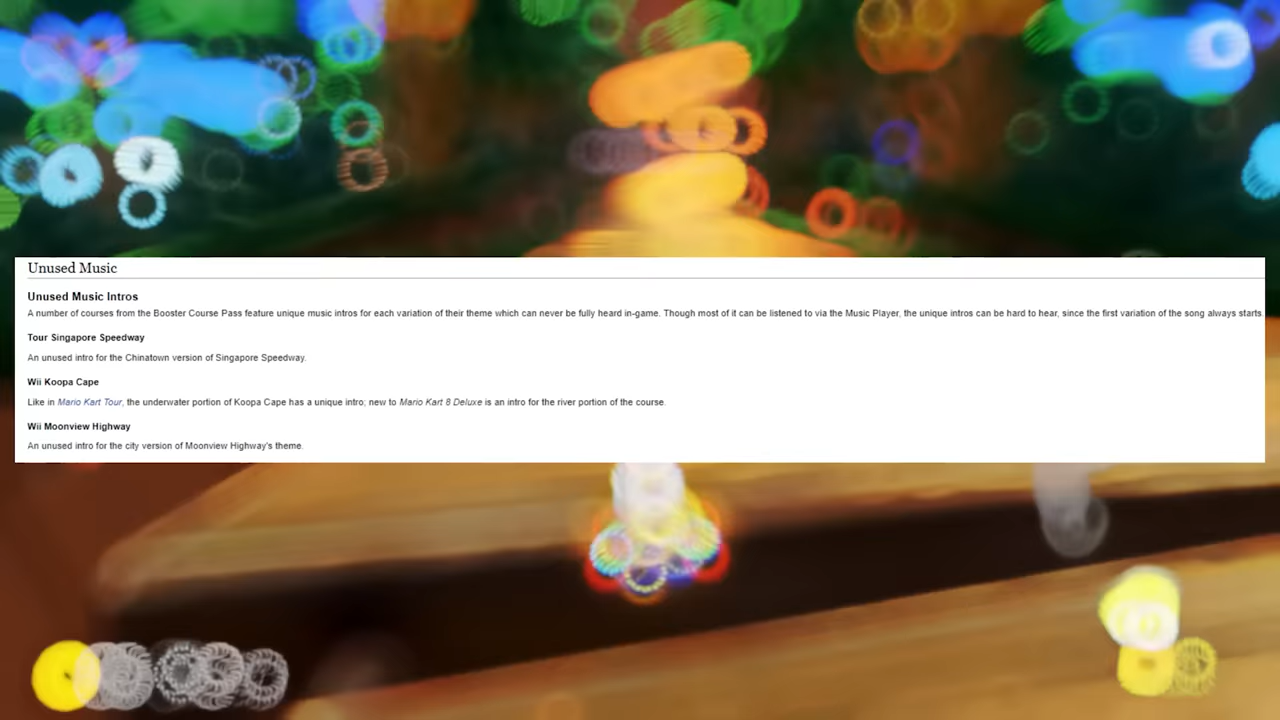 Unused Music
Unused Music Intros
A number of courses from the Booster Course Pass feature unique music intros for each variation of their theme which can never be fully heard in-game. Though most of it can be listened to via the Music Player, the unique intros can be hard to hear, since the first variation of the song always starts.
Tour Singapore Speedway
An unused intro for the Chinatown version of Singapore Speedway.
Wii Koopa Cape
Like in Mario Kart Tour, the underwater portion of Koopa Cape has a unique intro; new to Mario Kart 8 Deluxe is an intro for the river portion of the course.
Wii Moonview Highway
An unused intro for the city version of Moonview Highway's theme.